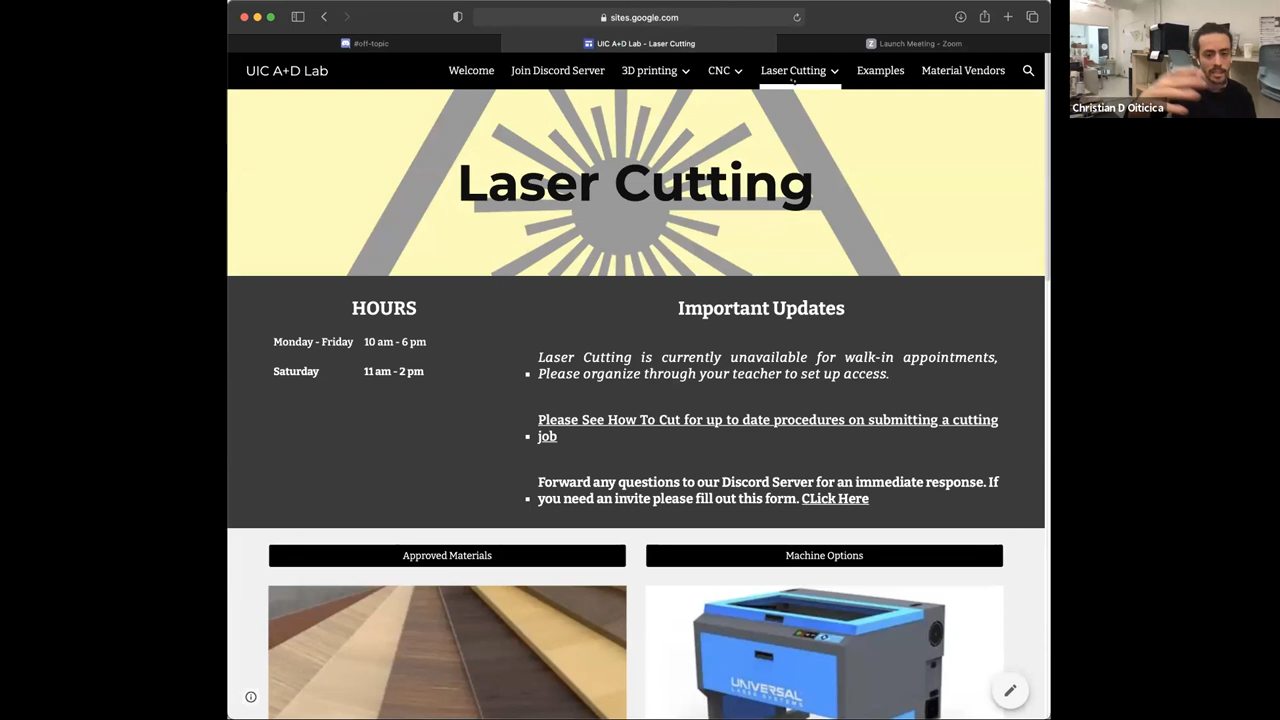 sites.google.com
#off-topic
UIC A+D Lab - Laser Cutting
Launch Meeting - Zoom
UIC A+D Lab
Welcome
Join Discord Server
3D printing
CNC
Laser Cutting
Examples
Material Vendors
Christian D Oiticica
Laser Cutting
HOURS
Monday - Friday 10 am - 6 pm
Saturday 11 am - 2 pm
Important Updates
Laser Cutting is currently unavailable for walk-in appointments,
Please organize through your teacher to set up access.
Please See How To Cut for up to date procedures on submitting a cutting
job
Forward any questions to our Discord Server for an immediate response. If
you need an invite please fill out this form. CLick Here
Approved Materials
Machine Options
UNIVERSAL
LASER SYSTEMS